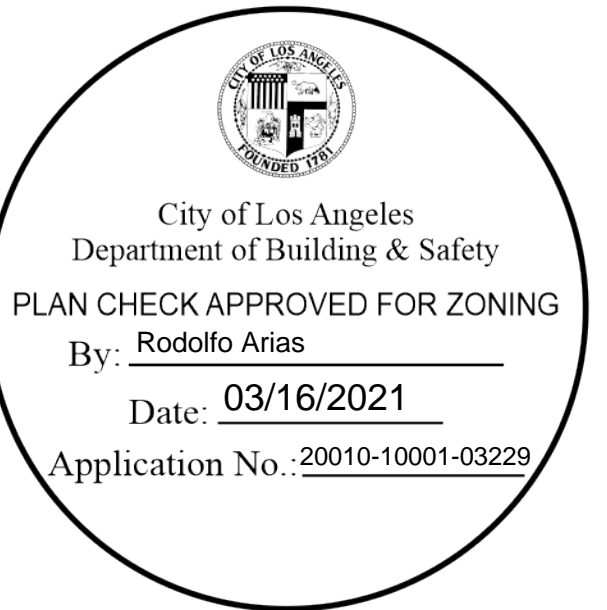 CITY OF LOS ANGELES
FOUNDED 1781
City of Los Angeles
Department of Building & Safety
PLAN CHECK APPROVED FOR ZONING
By: Rodolfo Arias
Date: 03/16/2021
Application No.: 20010-10001-03229